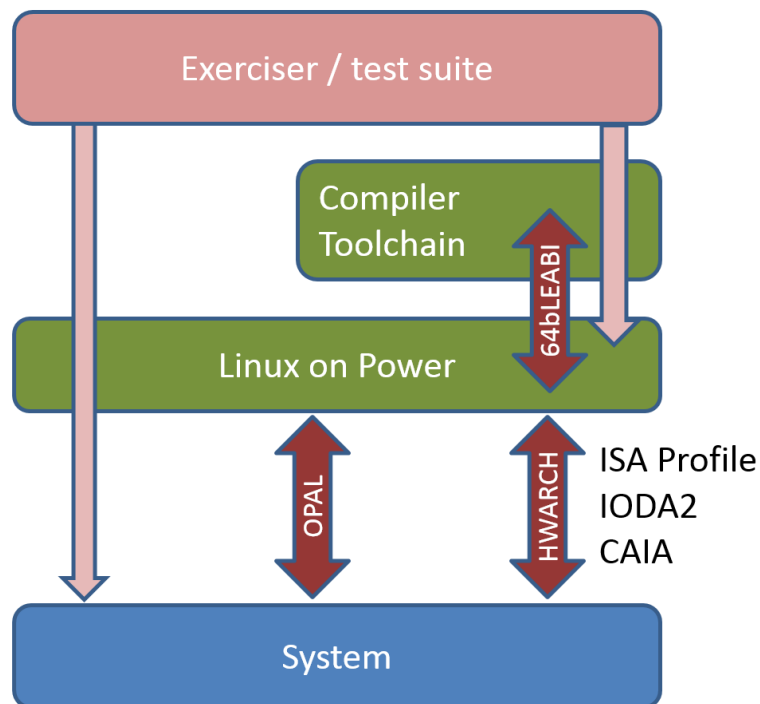 Exerciser / test suite
Compiler
Toolchain
64bLEABI
Linux on Power
OPAL
HWARCH
ISA Profile
IODA2
CAIA
System